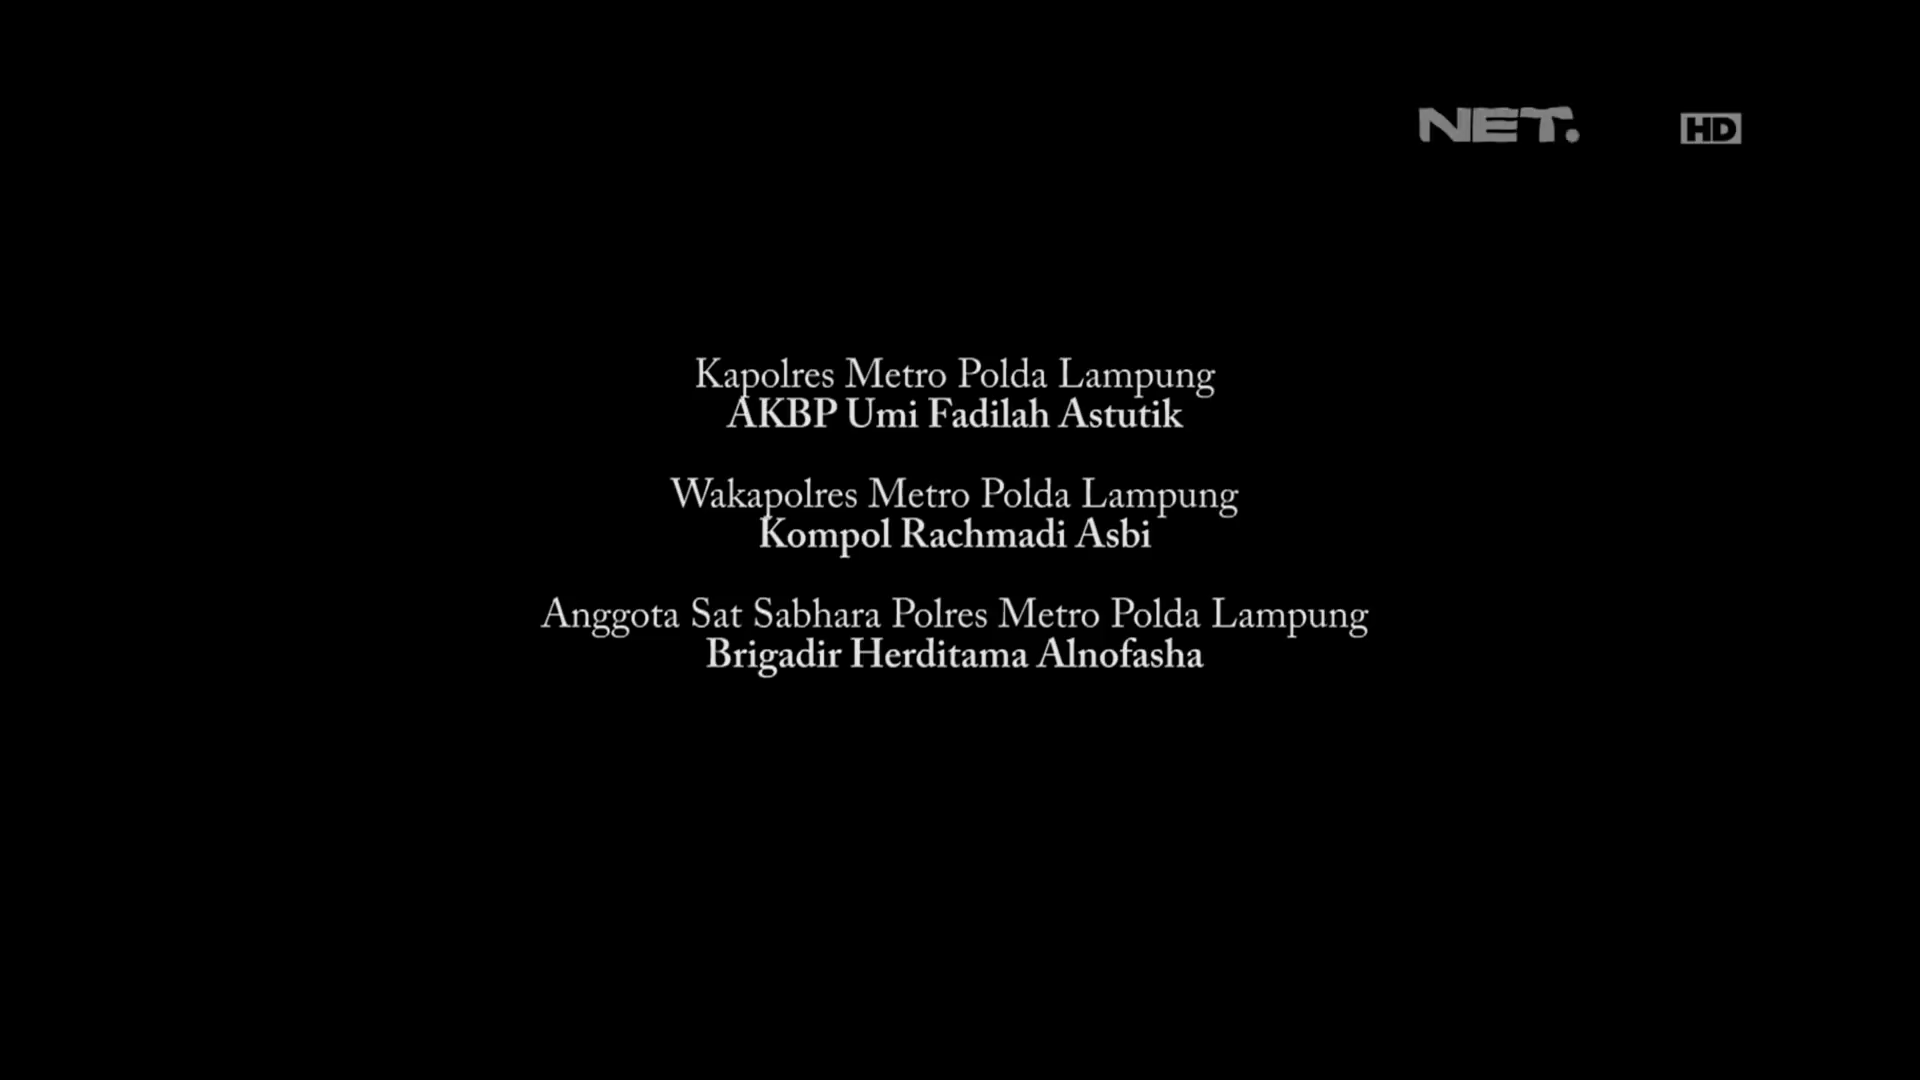 NET.
HD
Kapolres Metro Polda Lampung
AKBP Umi Fadilah Astutik
Wakapolres Metro Polda Lampung
Kompol Rachmadi Asbi
Anggota Sat Sabhara Polres Metro Polda Lampung
Brigadir Herditama Alnofasha